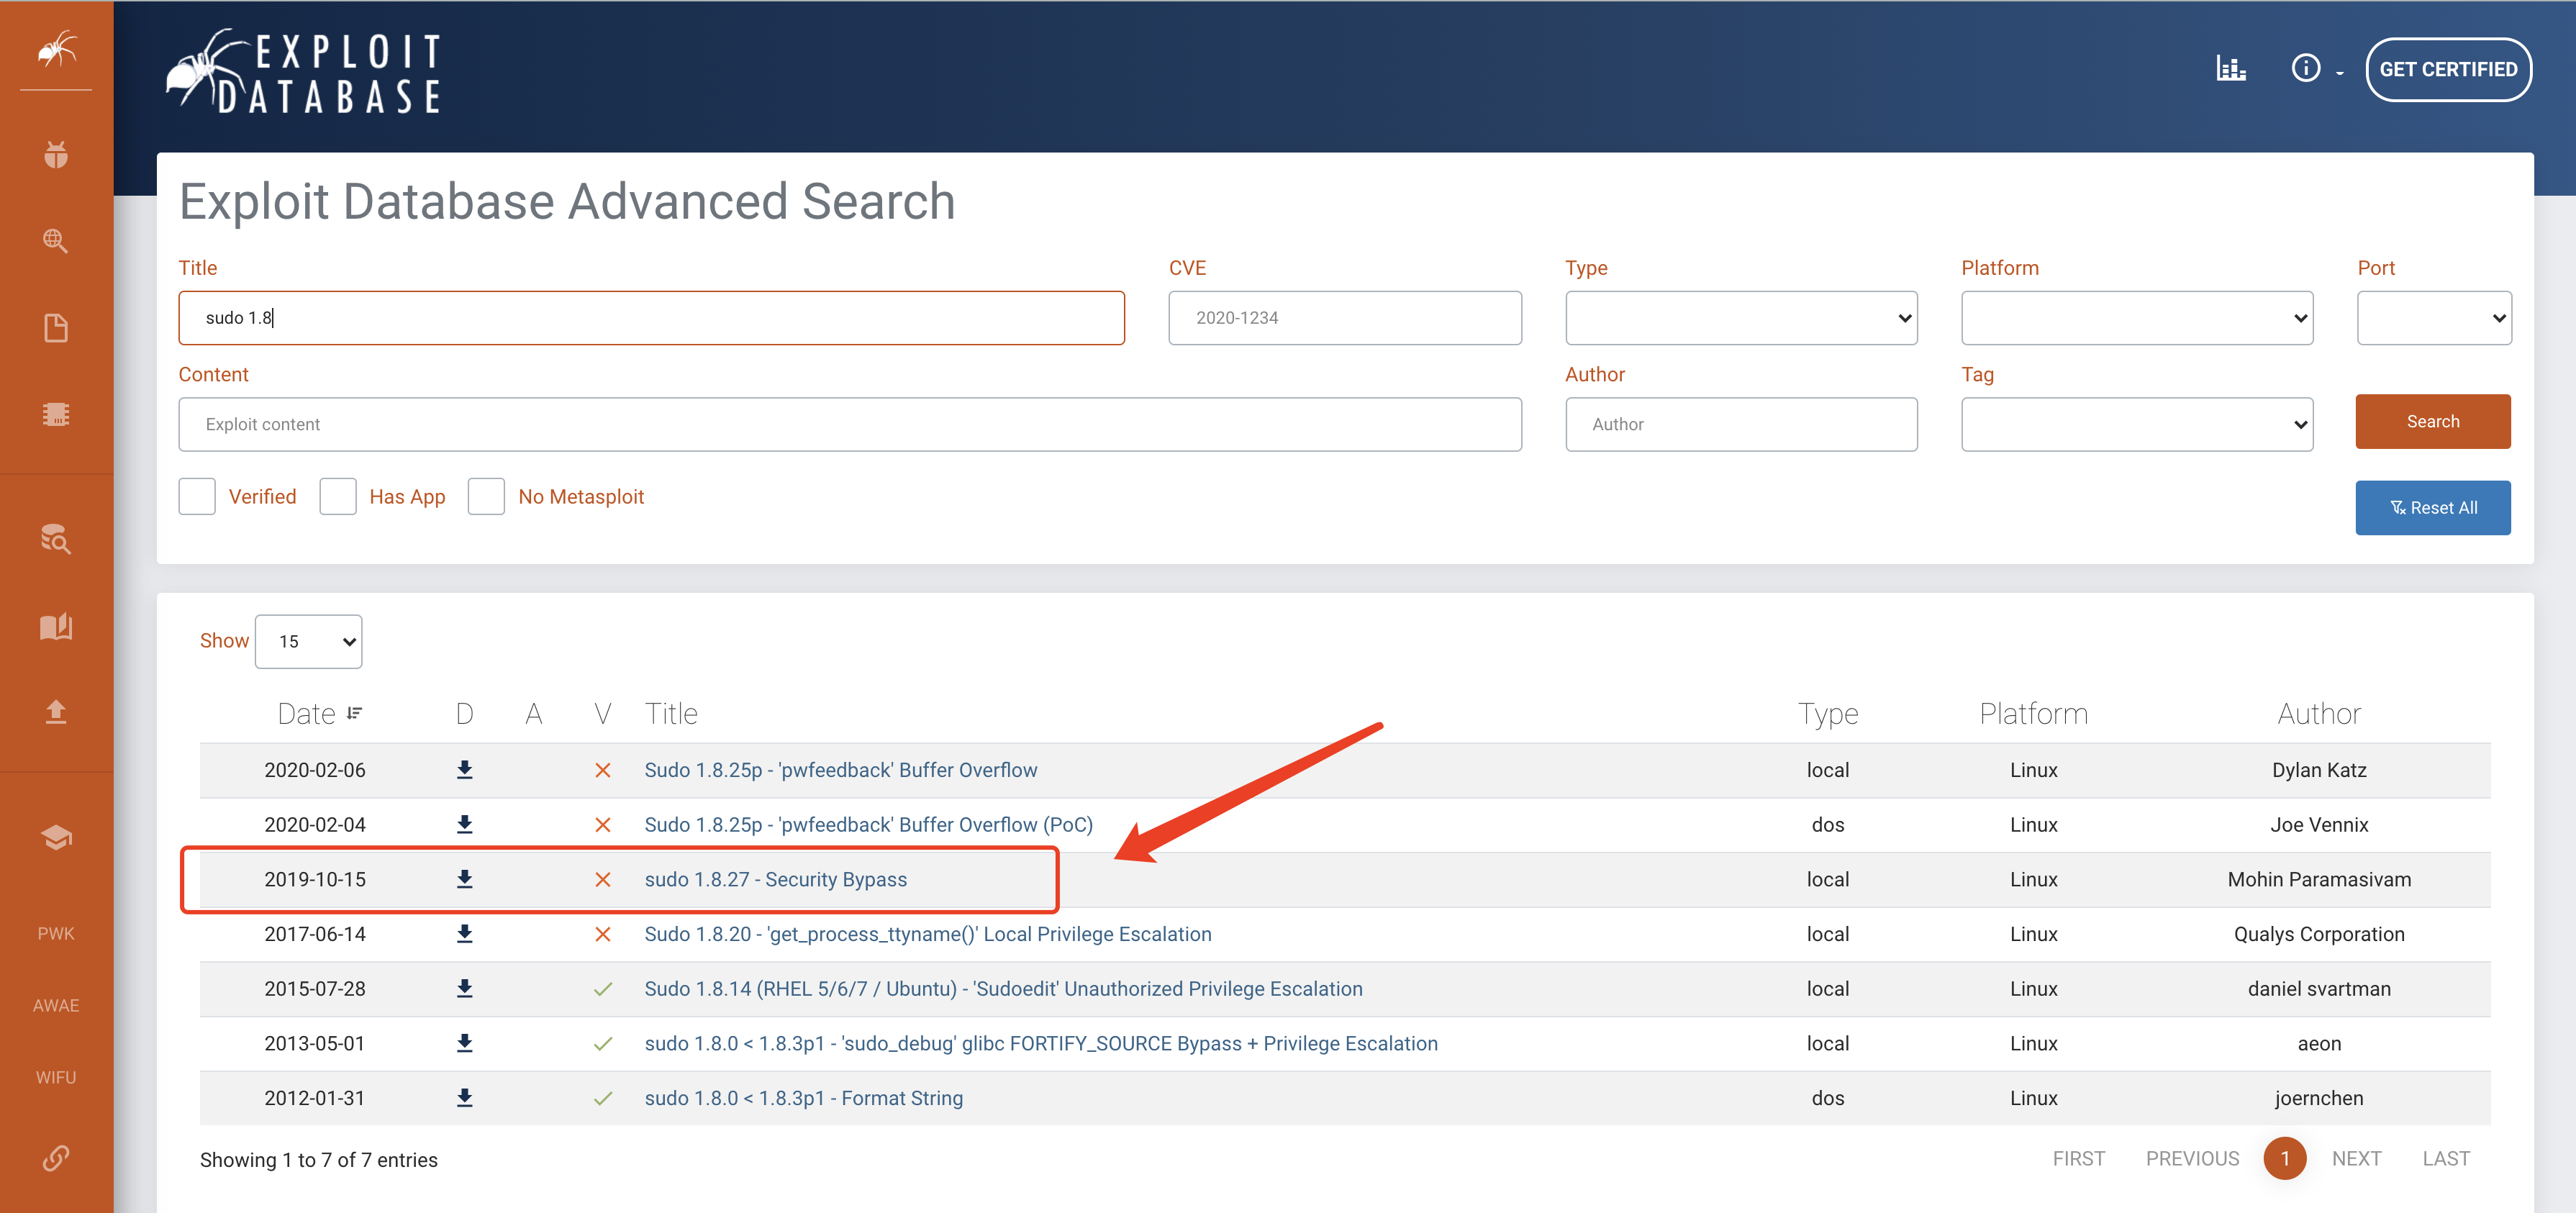 EXPLOIT
DATABASE
GET CERTIFIED
Exploit Database Advanced Search
Title CVE Type Platform Port
sudo 1.8 2020-1234
Content Author Tag
Exploit content Author Search
Verified Has App No Metasploit Reset All
Show 15
Date D A V Title Type Platform Author
2020-02-06 Sudo 1.8.25p - 'pwfeedback' Buffer Overflow local Linux Dylan Katz
2020-02-04 Sudo 1.8.25p - 'pwfeedback' Buffer Overflow (PoC) dos Linux Joe Vennix
2019-10-15 sudo 1.8.27 - Security Bypass local Linux Mohin Paramasivam
2017-06-14 Sudo 1.8.20 - 'get_process_ttyname()' Local Privilege Escalation local Linux Qualys Corporation
2015-07-28 Sudo 1.8.14 (RHEL 5/6/7 / Ubuntu) - 'Sudoedit' Unauthorized Privilege Escalation local Linux daniel svartman
2013-05-01 sudo 1.8.0 < 1.8.3p1 - 'sudo_debug' glibc FORTIFY_SOURCE Bypass + Privilege Escalation local Linux aeon
2012-01-31 sudo 1.8.0 < 1.8.3p1 - Format String dos Linux joernchen
Showing 1 to 7 of 7 entries FIRST PREVIOUS 1 NEXT LAST
PWK
AWAE
WIFU